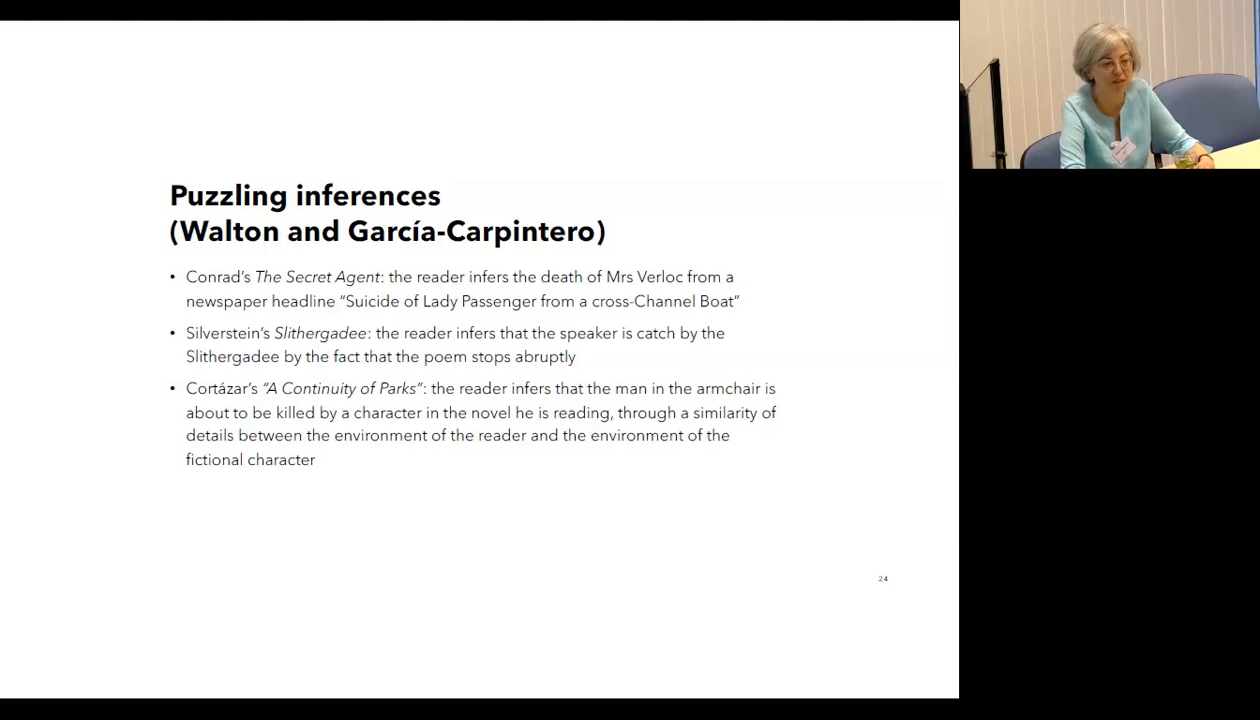 Puzzling inferences
(Walton and García-Carpintero)
• Conrad's The Secret Agent: the reader infers the death of Mrs Verloc from a
newspaper headline “Suicide of Lady Passenger from a cross-Channel Boat”
• Silverstein's Slithergadee: the reader infers that the speaker is catch by the
Slithergadee by the fact that the poem stops abruptly
• Cortázar's “A Continuity of Parks”: the reader infers that the man in the armchair is
about to be killed by a character in the novel he is reading, through a similarity of
details between the environment of the reader and the environment of the
fictional character
24